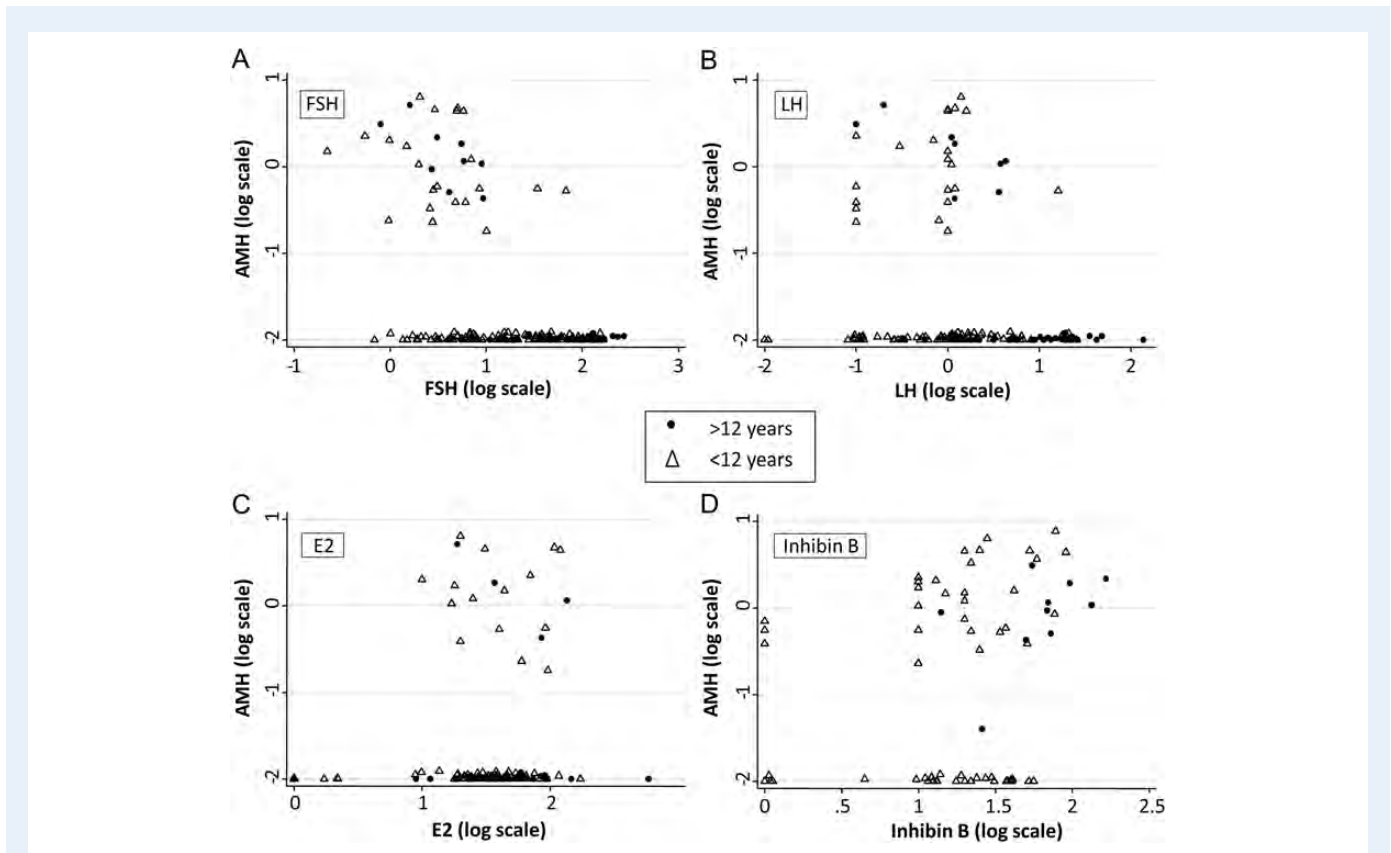 A
B
FSH
LH
AMH (log scale)
AMH (log scale)
1
0
-1
-2
1
0
-1
-2
-1 0 1 2 3
-2 -1 0 1 2
FSH (log scale)
LH (log scale)
>12 years
<12 years
C
D
E2
Inhibin B
AMH (log scale)
AMH (log scale)
1
0
-1
-2
1
0
-1
-2
0 1 2
0 .5 1 1.5 2 2.5
E2 (log scale)
Inhibin B (log scale)